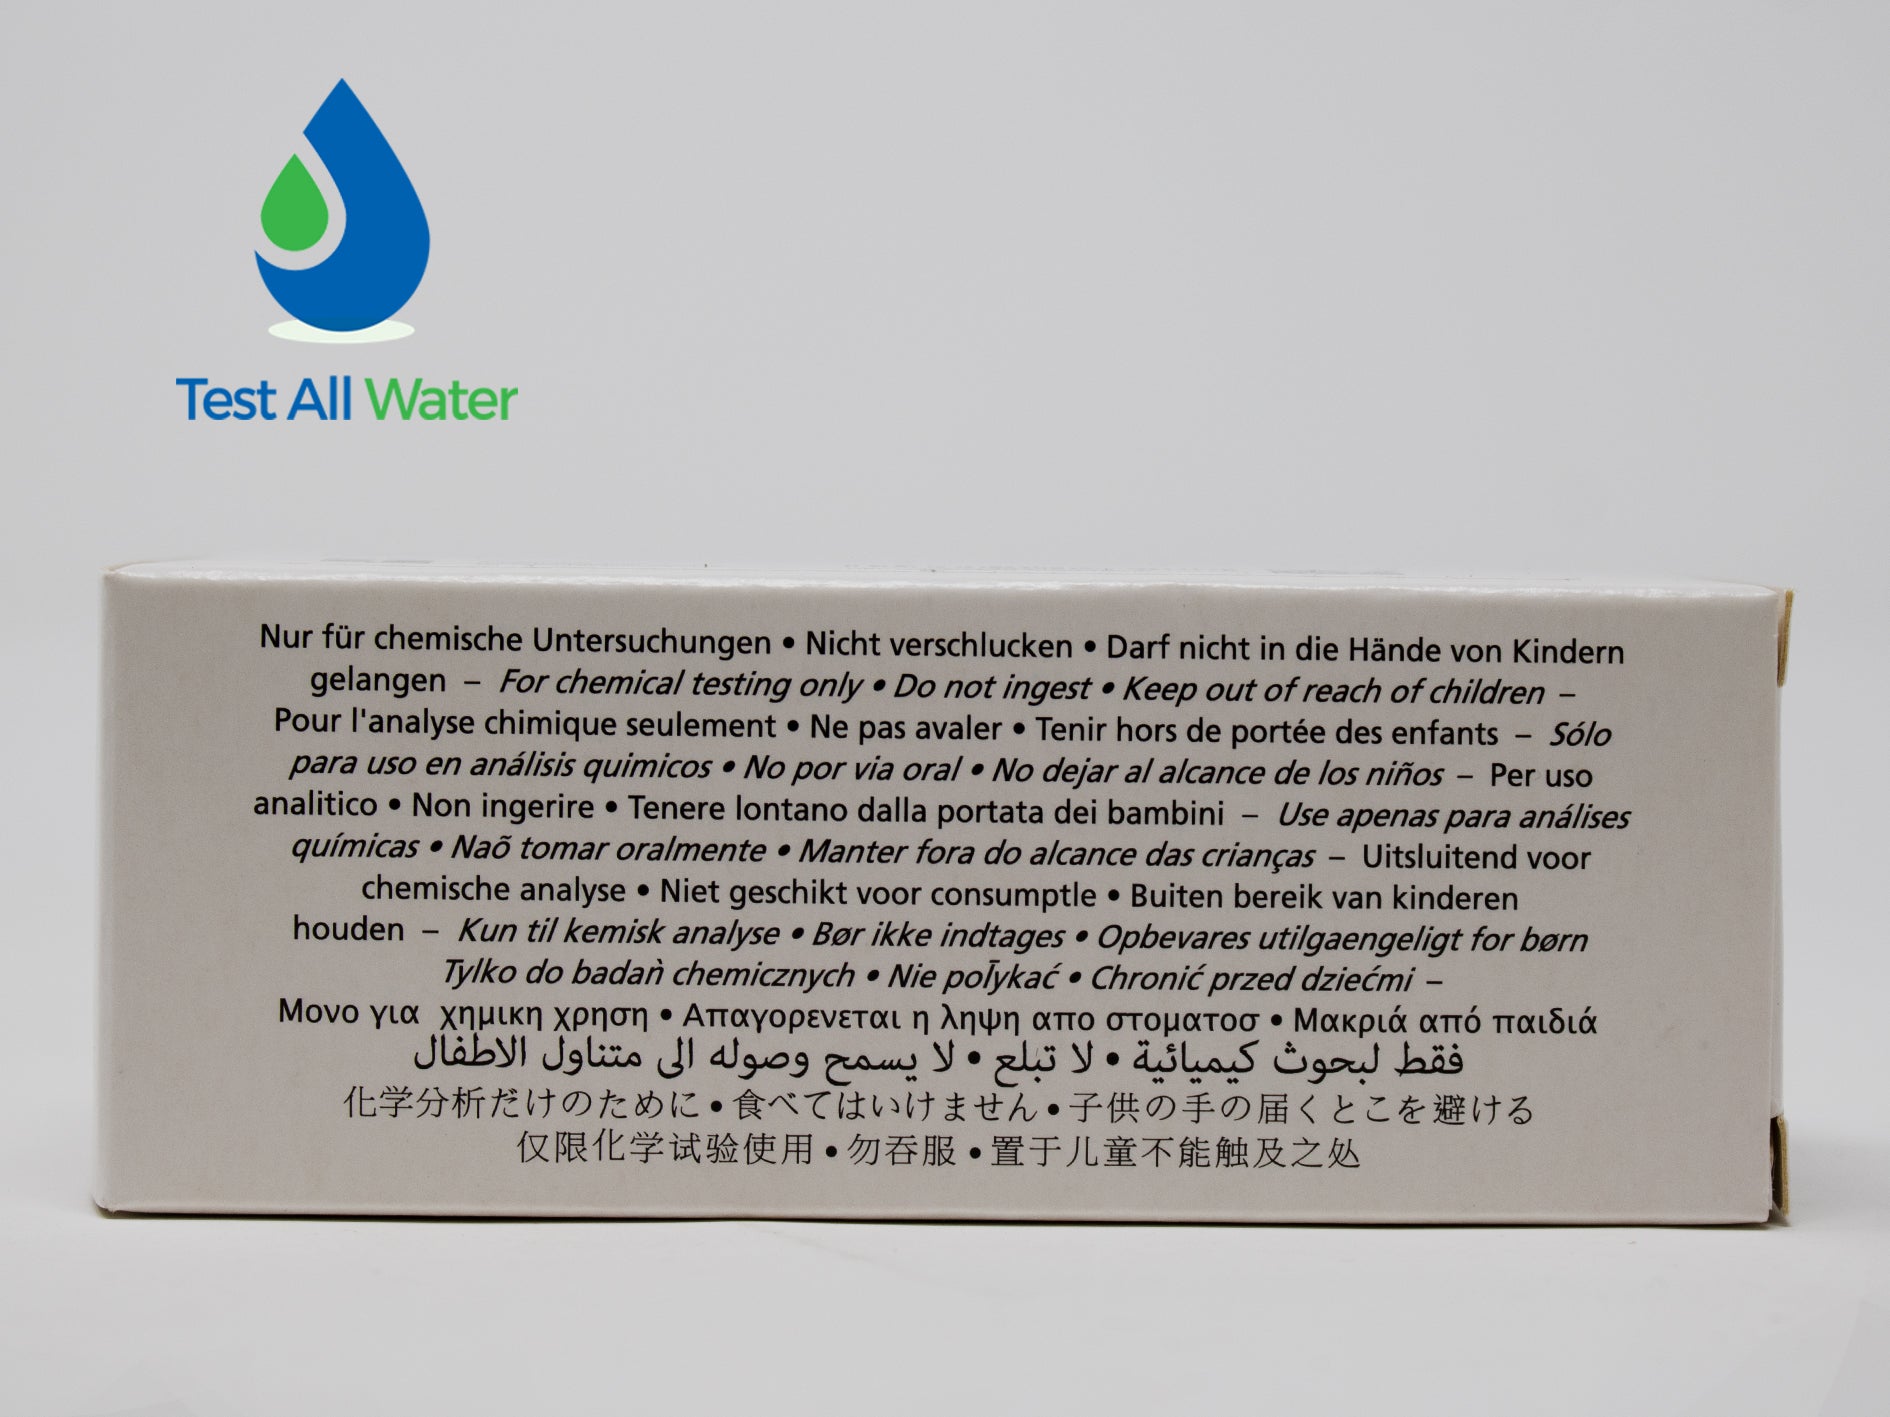 Test All Water
Nur für chemische Untersuchungen • Nicht verschlucken • Darf nicht in die Hände von Kindern
gelangen – For chemical testing only • Do not ingest • Keep out of reach of children –
Pour l'analyse chimique seulement • Ne pas avaler • Tenir hors de portée des enfants – Sólo
para uso en análisis quimicos • No por via oral • No dejar al alcance de los niños – Per uso
analitico • Non ingerire • Tenere lontano dalla portata dei bambini – Use apenas para análises
químicas • Naõ tomar oralmente • Manter fora do alcance das crianças – Uitsluitend voor
chemische analyse • Niet geschikt voor consumptle • Buiten bereik van kinderen
houden – Kun til kemisk analyse • Bør ikke indtages • Opbevares utilgaengeligt for børn
Tylko do badaǹ chemicznych • Nie pol̄ykać • Chronić przed dziećmi –
Μονο για χημικη χρηση • Απαγορενεται η ληψη απο στοματοσ • Μακριά από παιδιά
فقط لبحوث كيميائية • لا تبلع • لا يسمح وصوله الى متناول الاطفال
化学分析だけのために • 食べてはいけません • 子供の手の届くとこを避ける
仅限化学试验使用 • 勿吞服 • 置于儿童不能触及之处